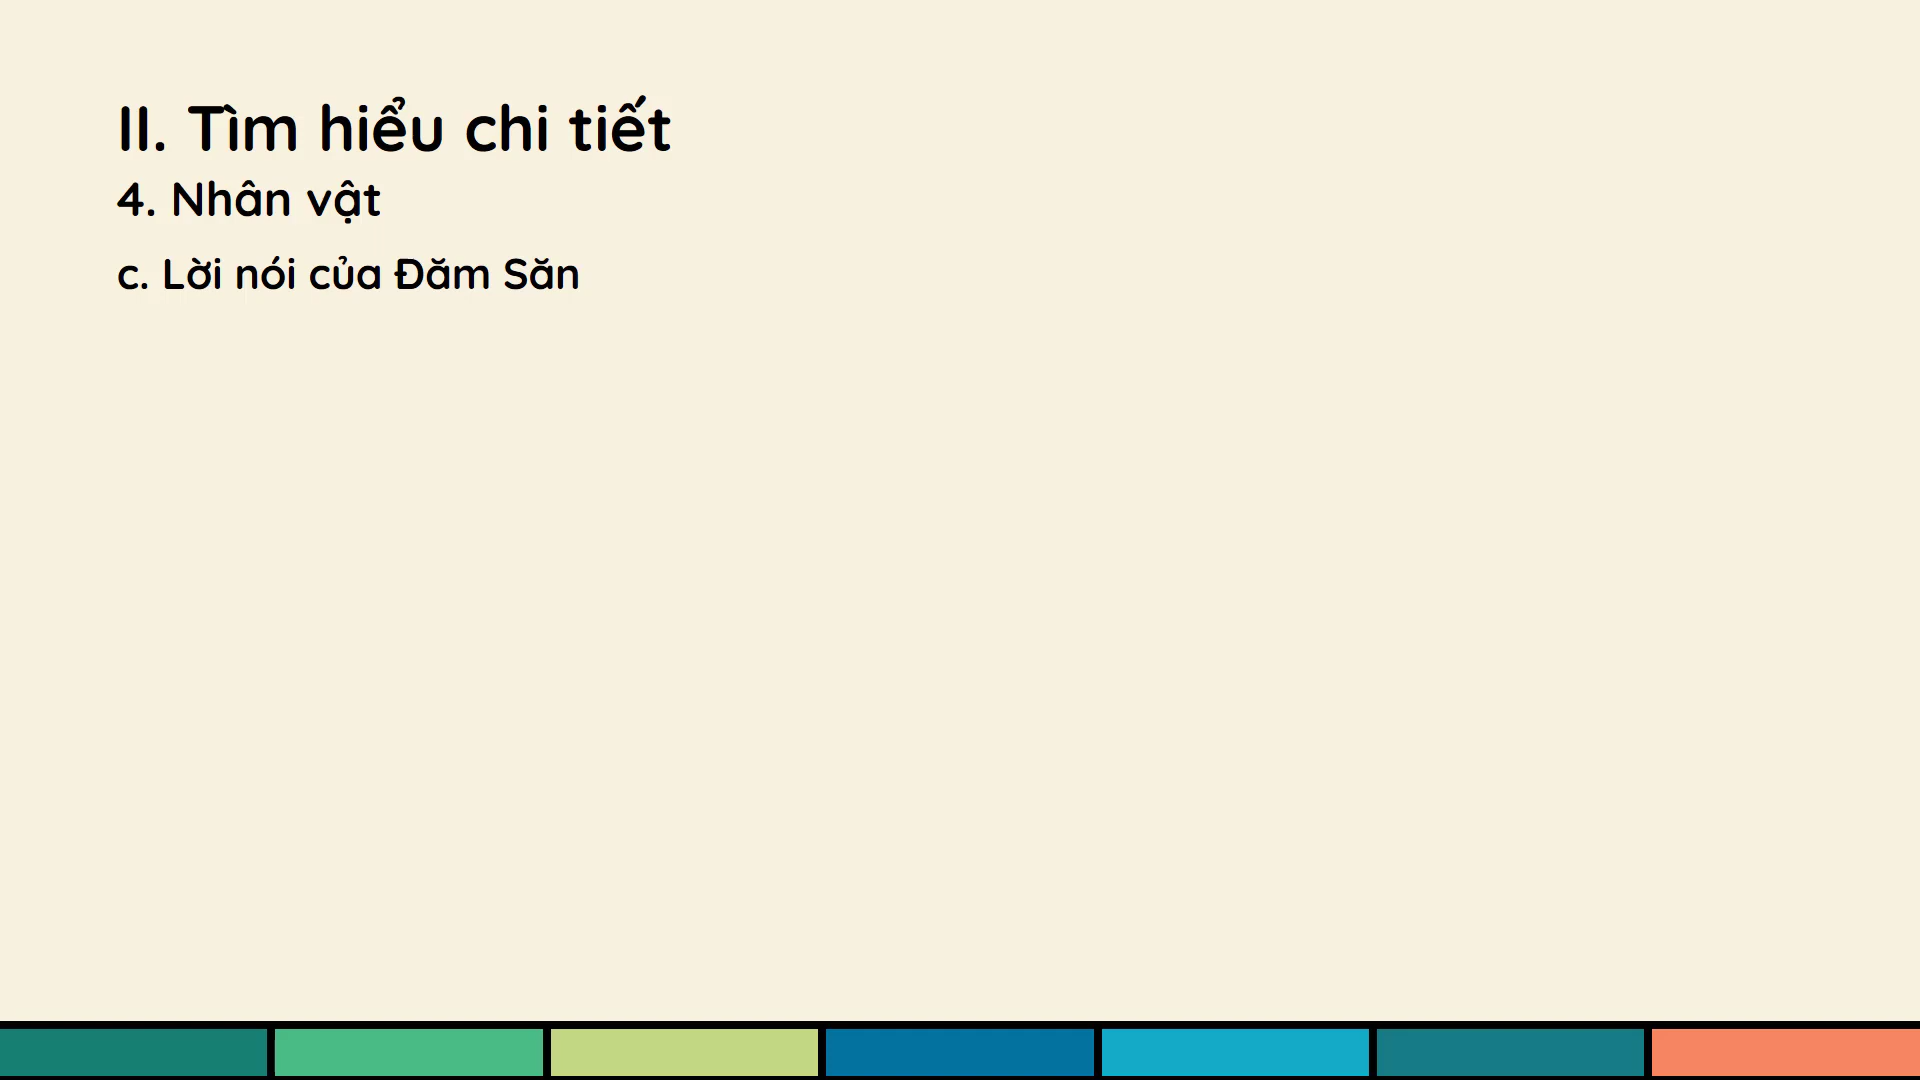 II. Tìm hiểu chi tiết
4. Nhân vật
c. Lời nói của Đăm Săn